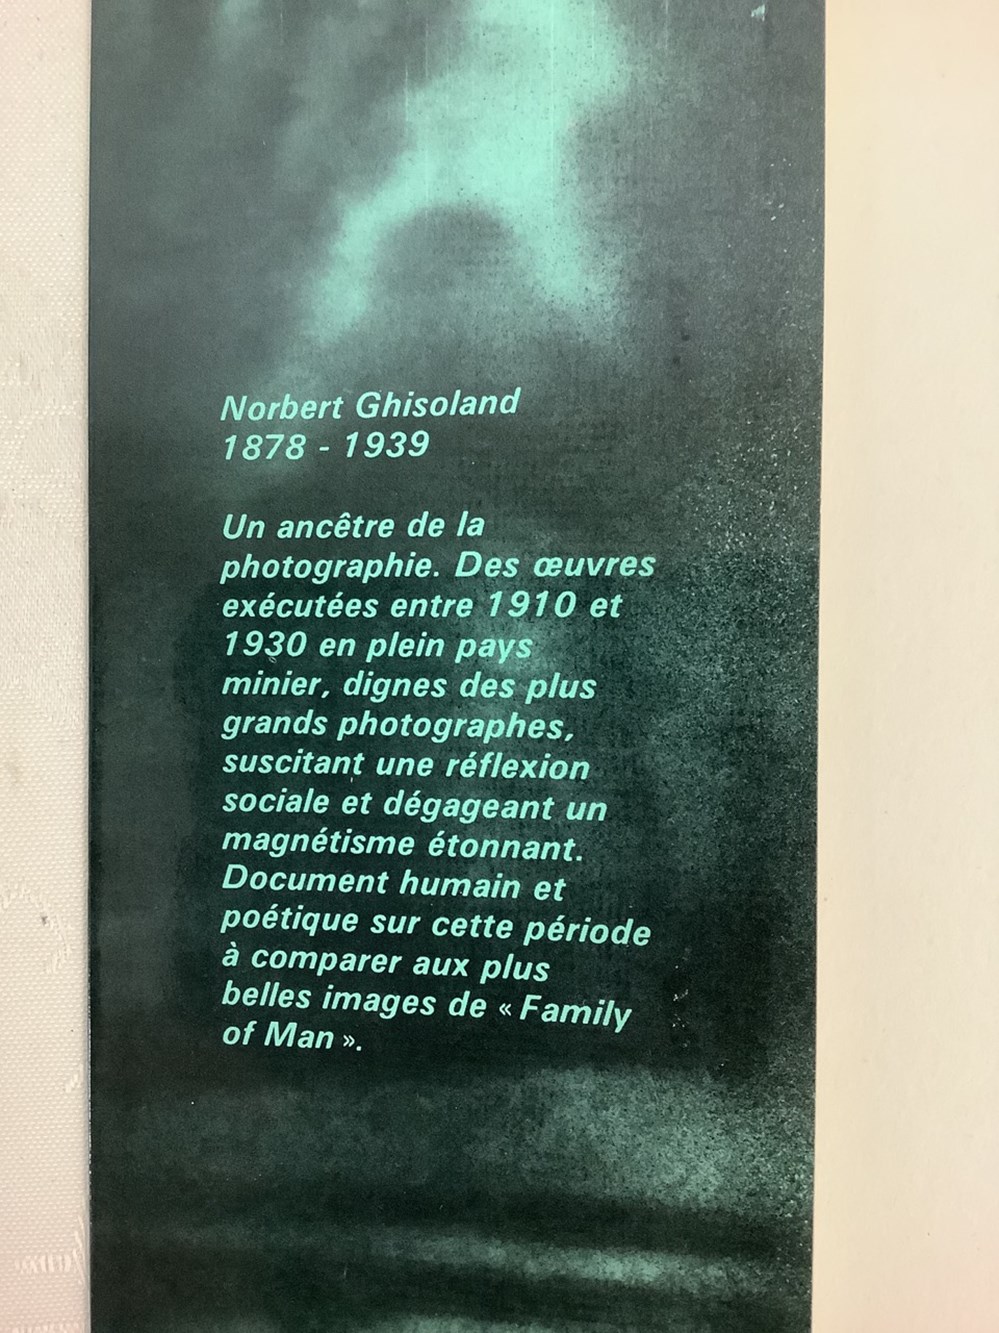 Norbert Ghisoland
1878 - 1939
Un ancêtre de la
photographie. Des œuvres
exécutées entre 1910 et
1930 en plein pays
minier, dignes des plus
grands photographes,
suscitant une réflexion
sociale et dégageant un
magnétisme étonnant.
Document humain et
poétique sur cette période
à comparer aux plus
belles images de « Family
of Man ».